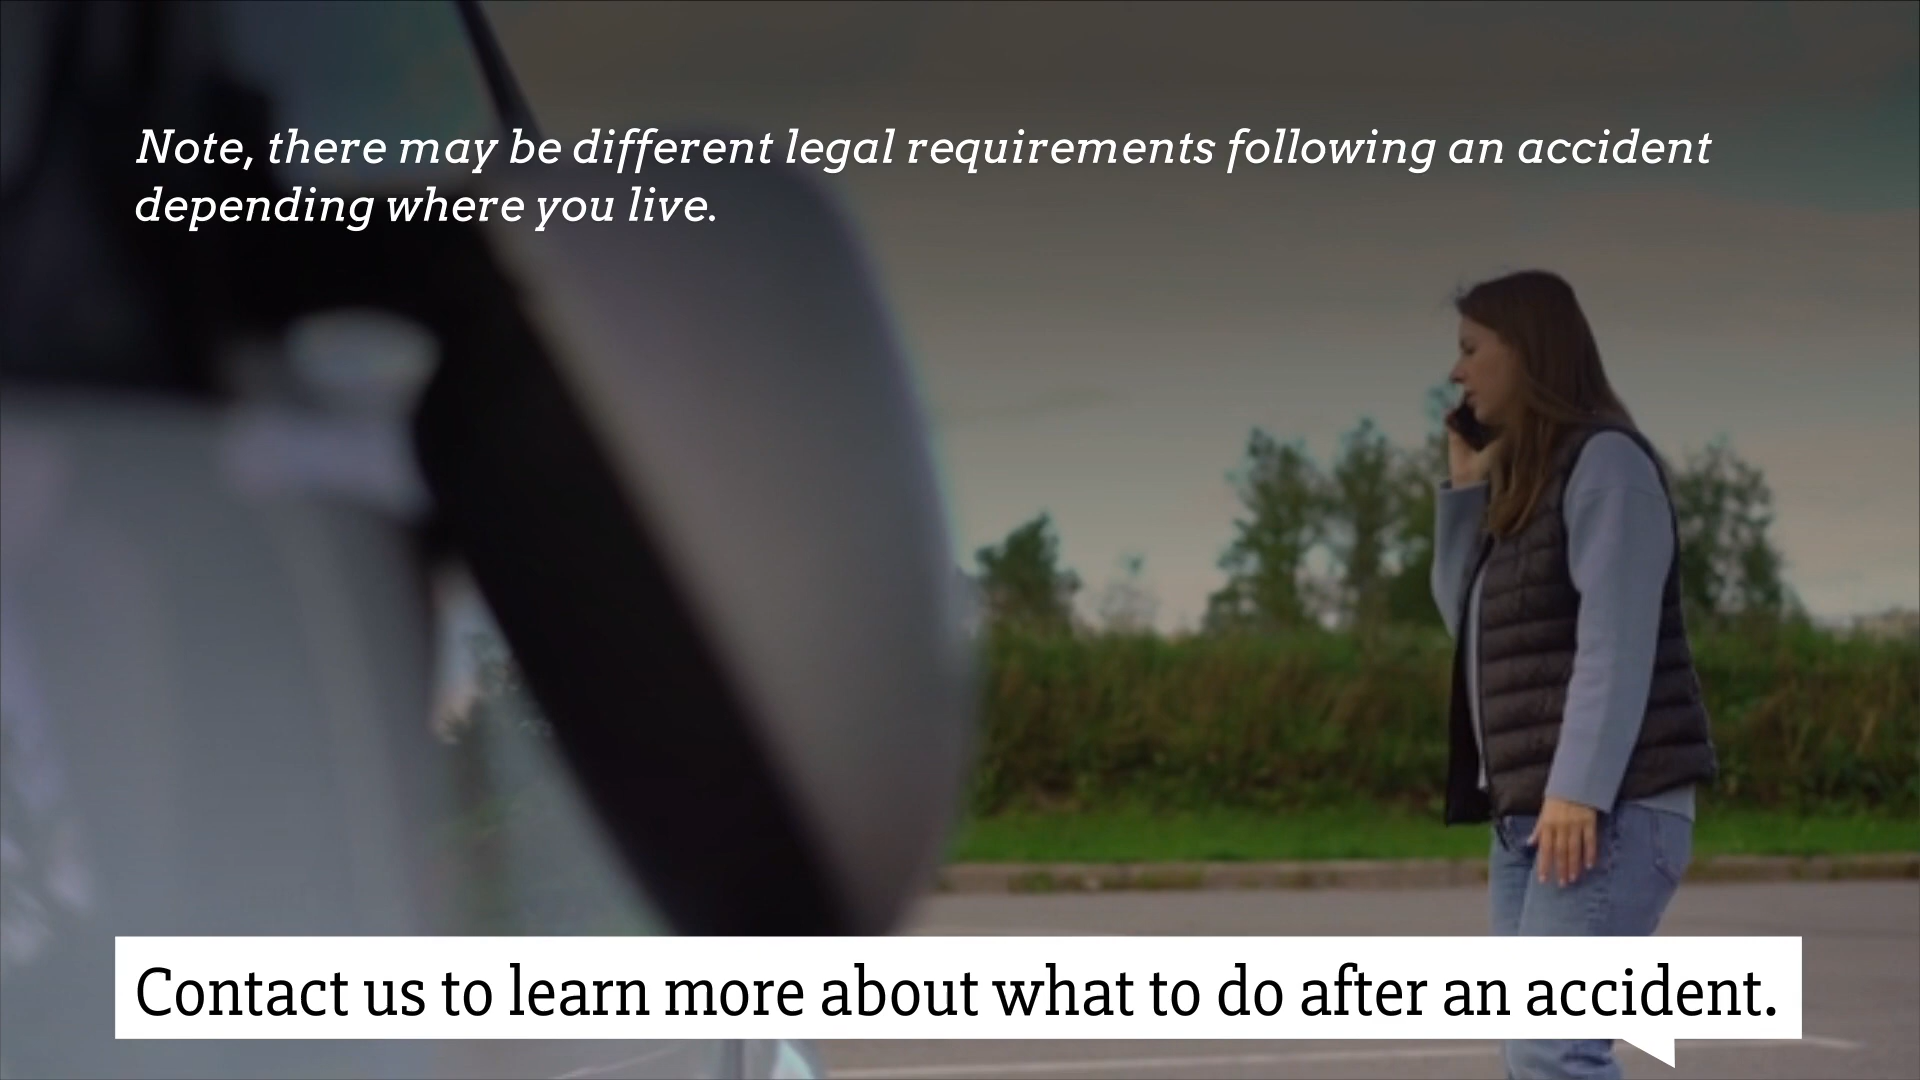 Note, there may be different legal requirements following an accident
depending where you live.
Contact us to learn more about what to do after an accident.